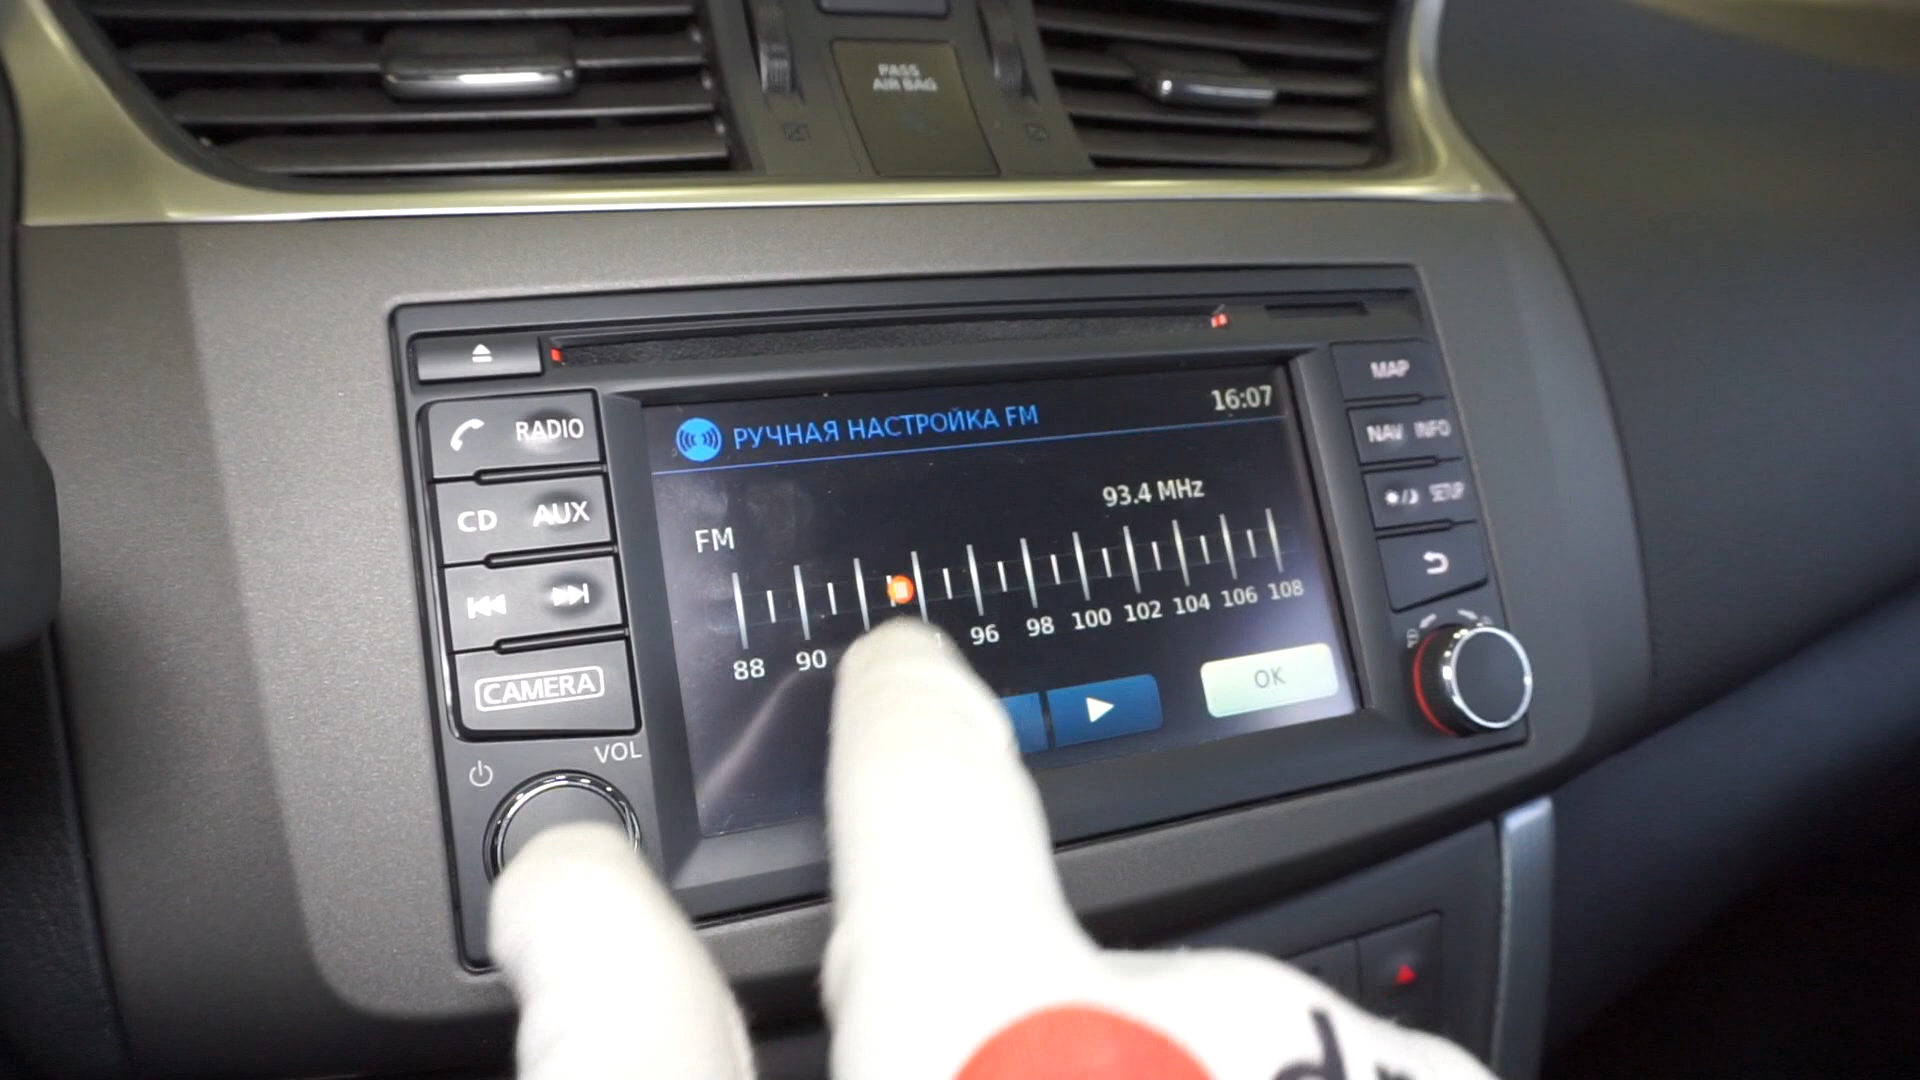 PASS
AIR BAG
RADIO
CD AUX
CAMERA
VOL
РУЧНАЯ НАСТРОЙКА FM
16:07
93.4 MHz
FM
88 90 96 98 100 102 104 106 108
OK
MAP
NAV INFO
SETUP